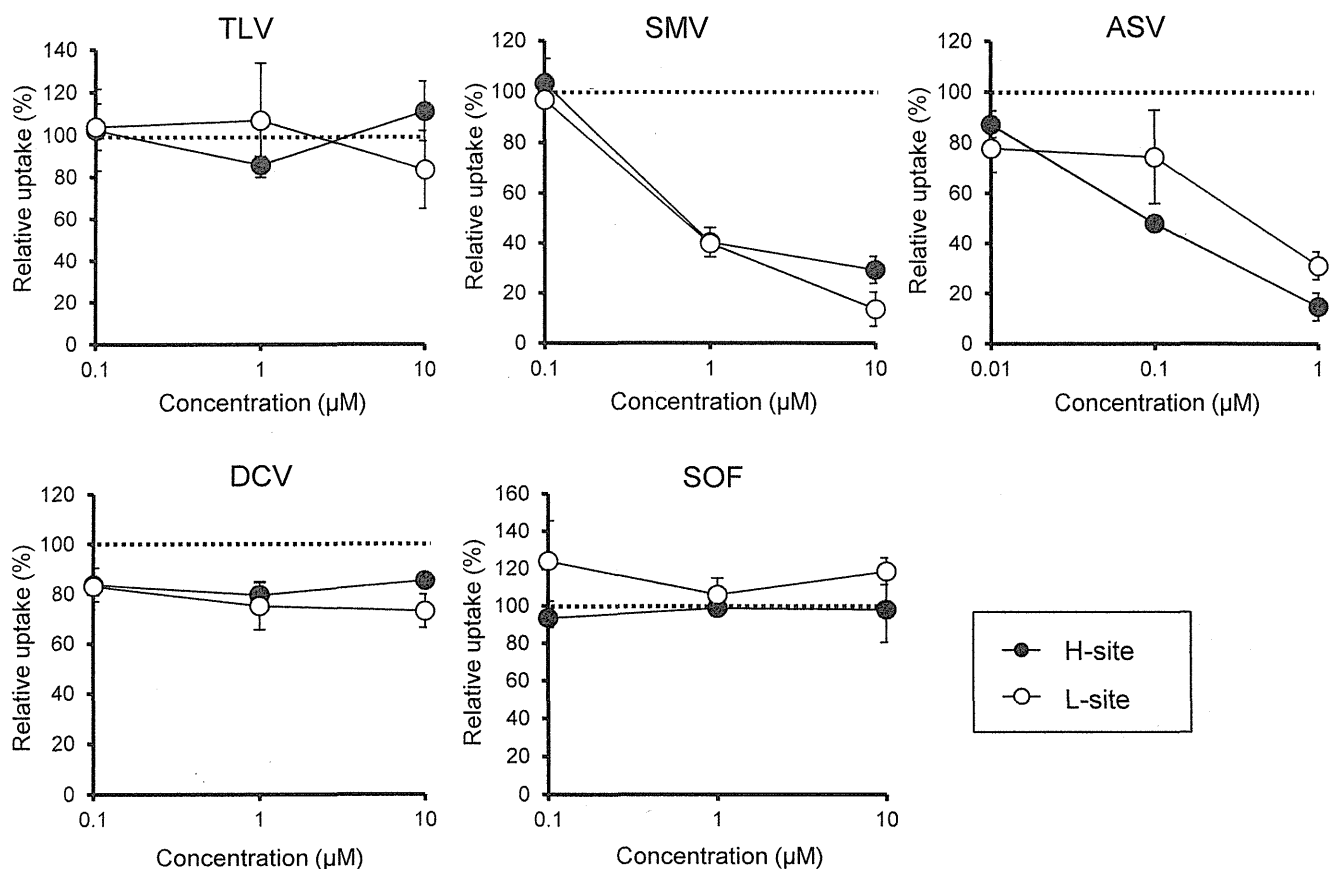 TLV
140
120
100
80
60
40
20
0
Relative uptake (%)
0.1 1 10
Concentration (µM)
SMV
120
100
80
60
40
20
0
Relative uptake (%)
0.1 1 10
Concentration (µM)
ASV
120
100
80
60
40
20
0
Relative uptake (%)
0.01 0.1 1
Concentration (µM)
DCV
120
100
80
60
40
20
0
Relative uptake (%)
0.1 1 10
Concentration (µM)
SOF
160
140
120
100
80
60
40
20
0
Relative uptake (%)
0.1 1 10
Concentration (µM)
H-site
L-site